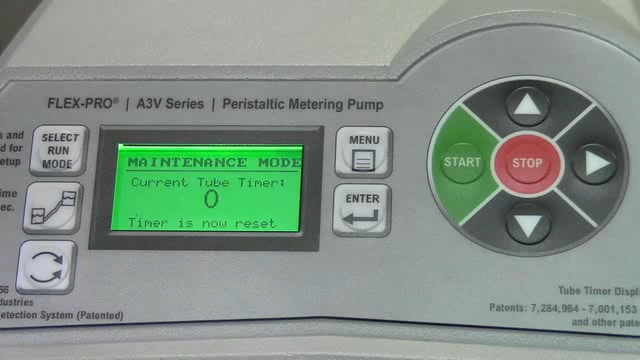 FLEX-PRO® | A3V Series | Peristaltic Metering Pump
s and
d for
etup
ime
ec.
66
dustries
etection System (Patented)
SELECT
RUN
MODE
MAINTENANCE MODE
Current Tube Timer:
0
Timer is now reset
MENU
ENTER
START
STOP
Tube Timer Displ
Patents: 7,284,964 - 7,001,153
and other pate